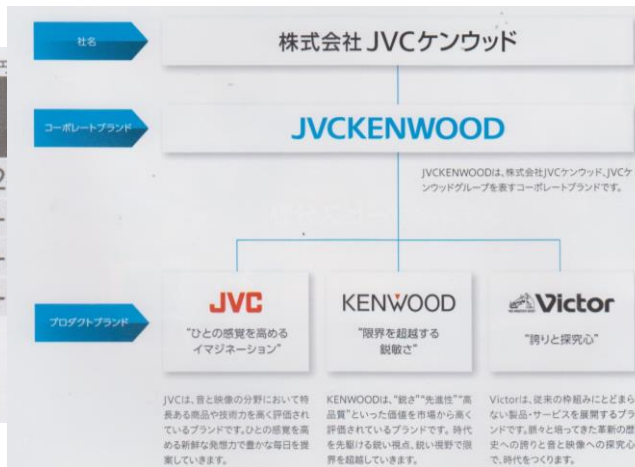 社名
株式会社 JVCケンウッド
コーポレートブランド
JVCKENWOOD
JVCKENWOODは、株式会社JVCケンウッド、JVCケ
ンウッドグループを表すコーポレートブランドです。
プロダクトブランド
JVC
"ひとの感覚を高める
イマジネーション"
JVCは、音と映像の分野において特
長ある商品や技術力を高く評価され
ているブランドです。ひとの感覚を高
める新鮮な発想力で豊かな毎日を提
案していきます。
KENWOOD
"限界を超越する
鋭敏さ"
KENWOODは、"鋭さ""先進性""高
品質"といった価値を市場から高く
評価されているブランドです。時代
を先駆ける鋭い視点、鋭い視野で限
界を超越していきます。
Victor
"誇りと探究心"
Victorは、従来の枠組みにとどまら
ない製品・サービスを展開するブラ
ンドです。脈々と培ってきた革新の歴
史への誇りと音と映像への探究心
で、時代をつくります。